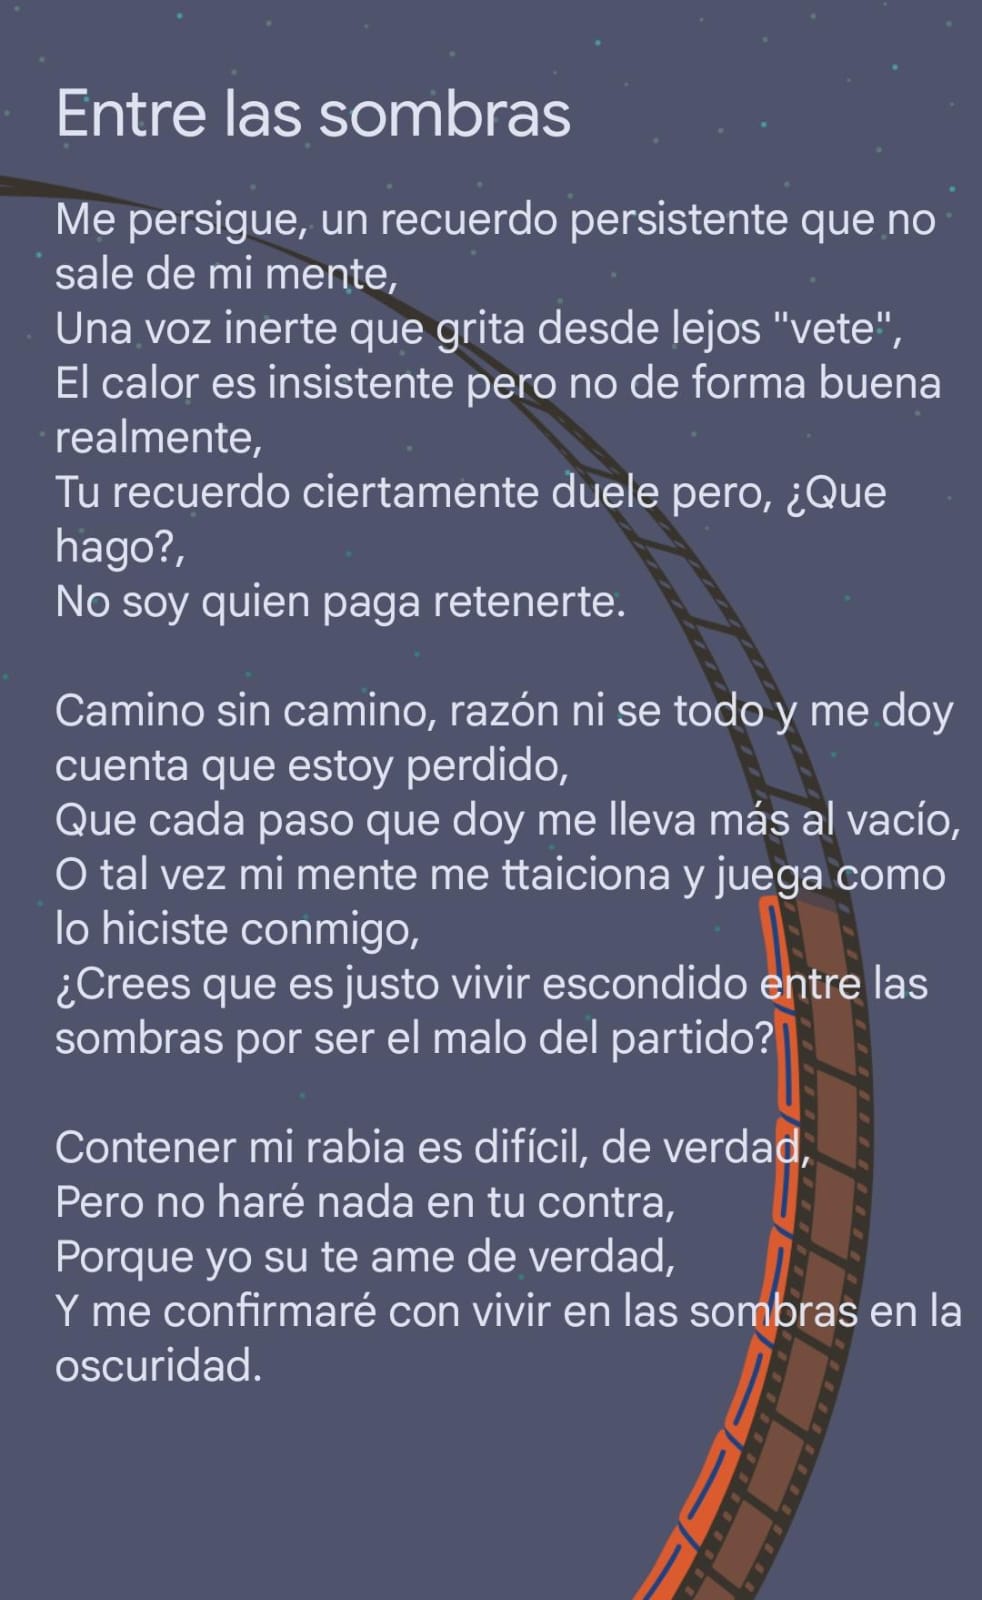 Entre las sombras
Me persigue, un recuerdo persistente que no
sale de mi mente,
Una voz inerte que grita desde lejos "vete",
El calor es insistente pero no de forma buena
realmente,
Tu recuerdo ciertamente duele pero, ¿Que
hago?,
No soy quien paga retenerte.
Camino sin camino, razón ni se todo y me doy
cuenta que estoy perdido,
Que cada paso que doy me lleva más al vacío,
O tal vez mi mente me ttaiciona y juega como
lo hiciste conmigo,
¿Crees que es justo vivir escondido entre las
sombras por ser el malo del partido?
Contener mi rabia es difícil, de verdad,
Pero no haré nada en tu contra,
Porque yo su te ame de verdad,
Y me confirmaré con vivir en las sombras en la
oscuridad.